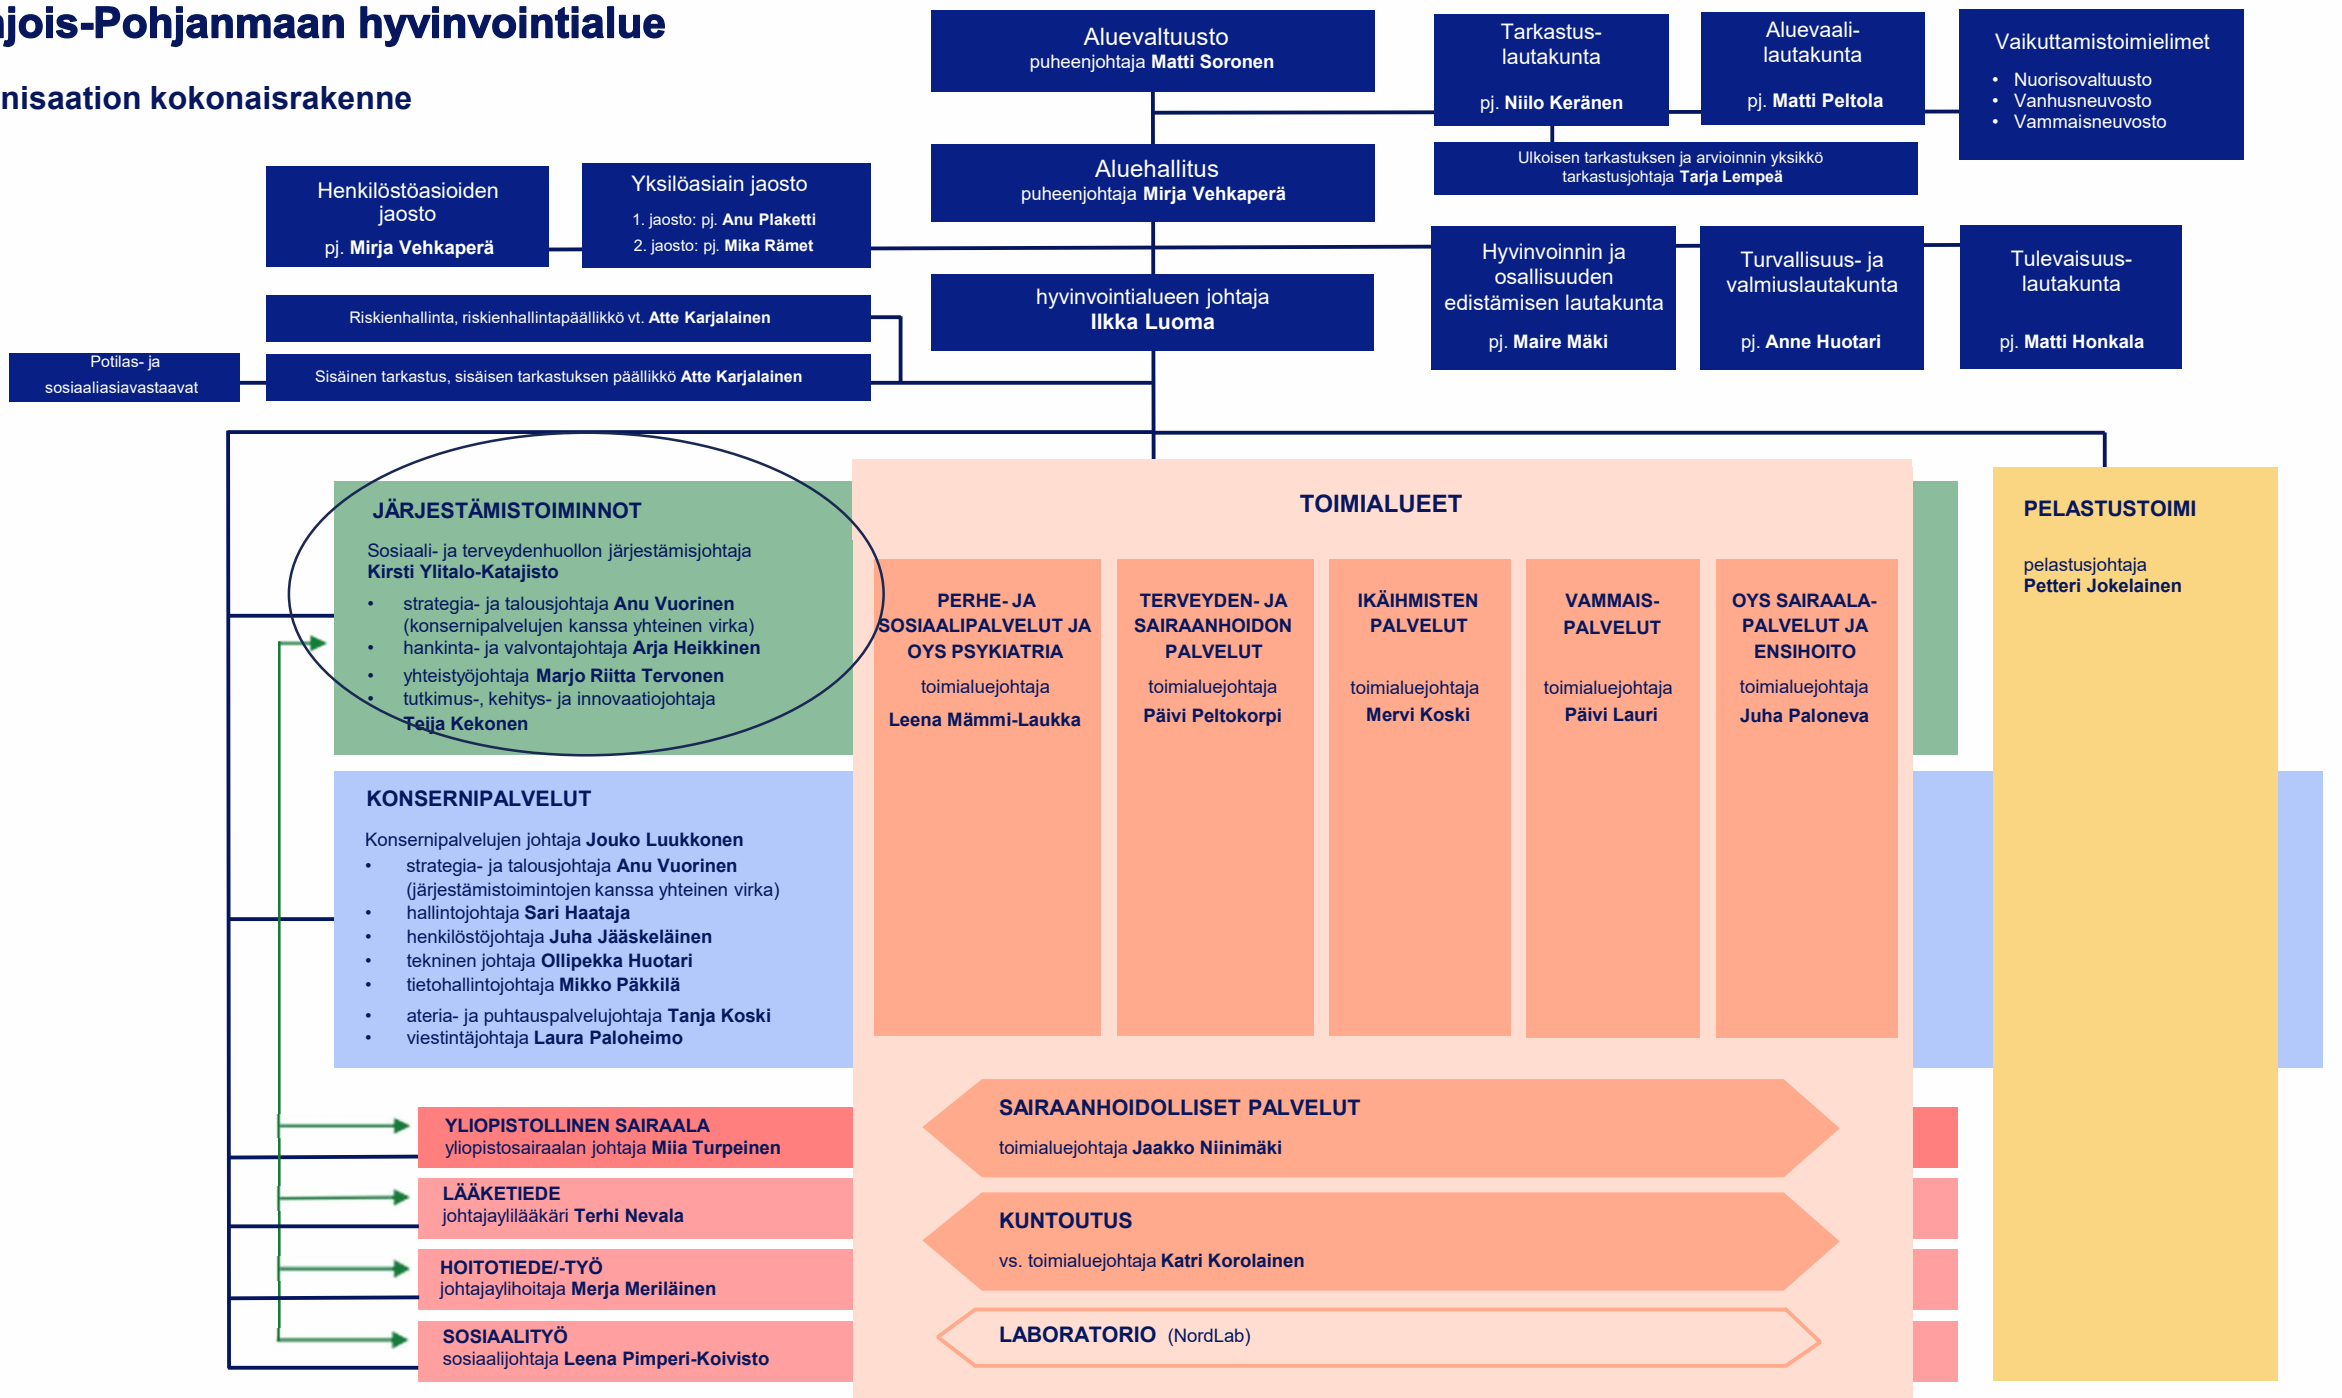 jois-Pohjanmaan hyvinvointialue
nisaation kokonaisrakenne
Aluevaltuusto
puheenjohtaja Matti Soronen
Tarkastus-
lautakunta
pj. Niilo Keränen
Aluevaali-
lautakunta
pj. Matti Peltola
Vaikuttamistoimielimet
• Nuorisovaltuusto
• Vanhusneuvosto
• Vammaisneuvosto
Ulkoisen tarkastuksen ja arvioinnin yksikkö
tarkastusjohtaja Tarja Lempeä
Aluehallitus
puheenjohtaja Mirja Vehkaperä
Henkilöstöasioiden
jaosto
pj. Mirja Vehkaperä
Yksilöasiain jaosto
1. jaosto: pj. Anu Plaketti
2. jaosto: pj. Mika Rämet
Hyvinvoinnin ja
osallisuuden
edistämisen lautakunta
pj. Maire Mäki
Turvallisuus- ja
valmiuslautakunta
pj. Anne Huotari
Tulevaisuus-
lautakunta
pj. Matti Honkala
hyvinvointialueen johtaja
Ilkka Luoma
Riskienhallinta, riskienhallintapäällikkö vt. Atte Karjalainen
Potilas- ja
sosiaaliasiavastaavat
Sisäinen tarkastus, sisäisen tarkastuksen päällikkö Atte Karjalainen
JÄRJESTÄMISTOIMINNOT
Sosiaali- ja terveydenhuollon järjestämisjohtaja
Kirsti Ylitalo-Katajisto
• strategia- ja talousjohtaja Anu Vuorinen
(konsernipalvelujen kanssa yhteinen virka)
• hankinta- ja valvontajohtaja Arja Heikkinen
• yhteistyöjohtaja Marjo Riitta Tervonen
• tutkimus-, kehitys- ja innovaatiojohtaja
Teija Kekonen
KONSERNIPALVELUT
Konsernipalvelujen johtaja Jouko Luukkonen
• strategia- ja talousjohtaja Anu Vuorinen
(järjestämistoimintojen kanssa yhteinen virka)
• hallintojohtaja Sari Haataja
• henkilöstöjohtaja Juha Jääskeläinen
• tekninen johtaja Ollipekka Huotari
• tietohallintojohtaja Mikko Päkkilä
• ateria- ja puhtauspalvelujohtaja Tanja Koski
• viestintäjohtaja Laura Paloheimo
YLIOPISTOLLINEN SAIRAALA
yliopistosairaalan johtaja Miia Turpeinen
LÄÄKETIEDE
johtajaylilääkäri Terhi Nevala
HOITOTIEDE/-TYÖ
johtajaylihoitaja Merja Meriläinen
SOSIAALITYÖ
sosiaalijohtaja Leena Pimperi-Koivisto
TOIMIALUEET
PERHE- JA
SOSIAALIPALVELUT JA
OYS PSYKIATRIA
toimialuejohtaja
Leena Mämmi-Laukka
TERVEYDEN- JA
SAIRAANHOIDON
PALVELUT
toimialuejohtaja
Päivi Peltokorpi
IKÄIHMISTEN
PALVELUT
toimialuejohtaja
Mervi Koski
VAMMAIS-
PALVELUT
toimialuejohtaja
Päivi Lauri
OYS SAIRAALA-
PALVELUT JA
ENSIHOITO
toimialuejohtaja
Juha Paloneva
SAIRAANHOIDOLLISET PALVELUT
toimialuejohtaja Jaakko Niinimäki
KUNTOUTUS
vs. toimialuejohtaja Katri Korolainen
LABORATORIO (NordLab)
PELASTUSTOIMI
pelastusjohtaja
Petteri Jokelainen